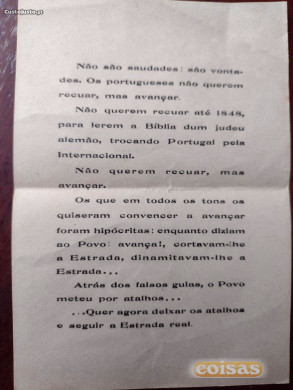 CustoJusto.pt
Não são saudades: são vonta-
des. Os portugueses não querem
recuar, mas avançar.
Não querem recuar até 1848,
para lerem a Bíblia dum judeu
alemão, trocando Portugal pela
Internacional.
Não querem recuar, mas
avançar.
Os que em todos os tons os
quiseram convencer a avançar
foram hipócritas: enquanto diziam
ao Povo: avança!, cortavam-lhe
a Estrada, dinamitavam-lhe a
Estrada...
Atrás dos falsos guias, o Povo
meteu por atalhos...
...Quer agora deixar os atalhos
e seguir a Estrada real.
coisas